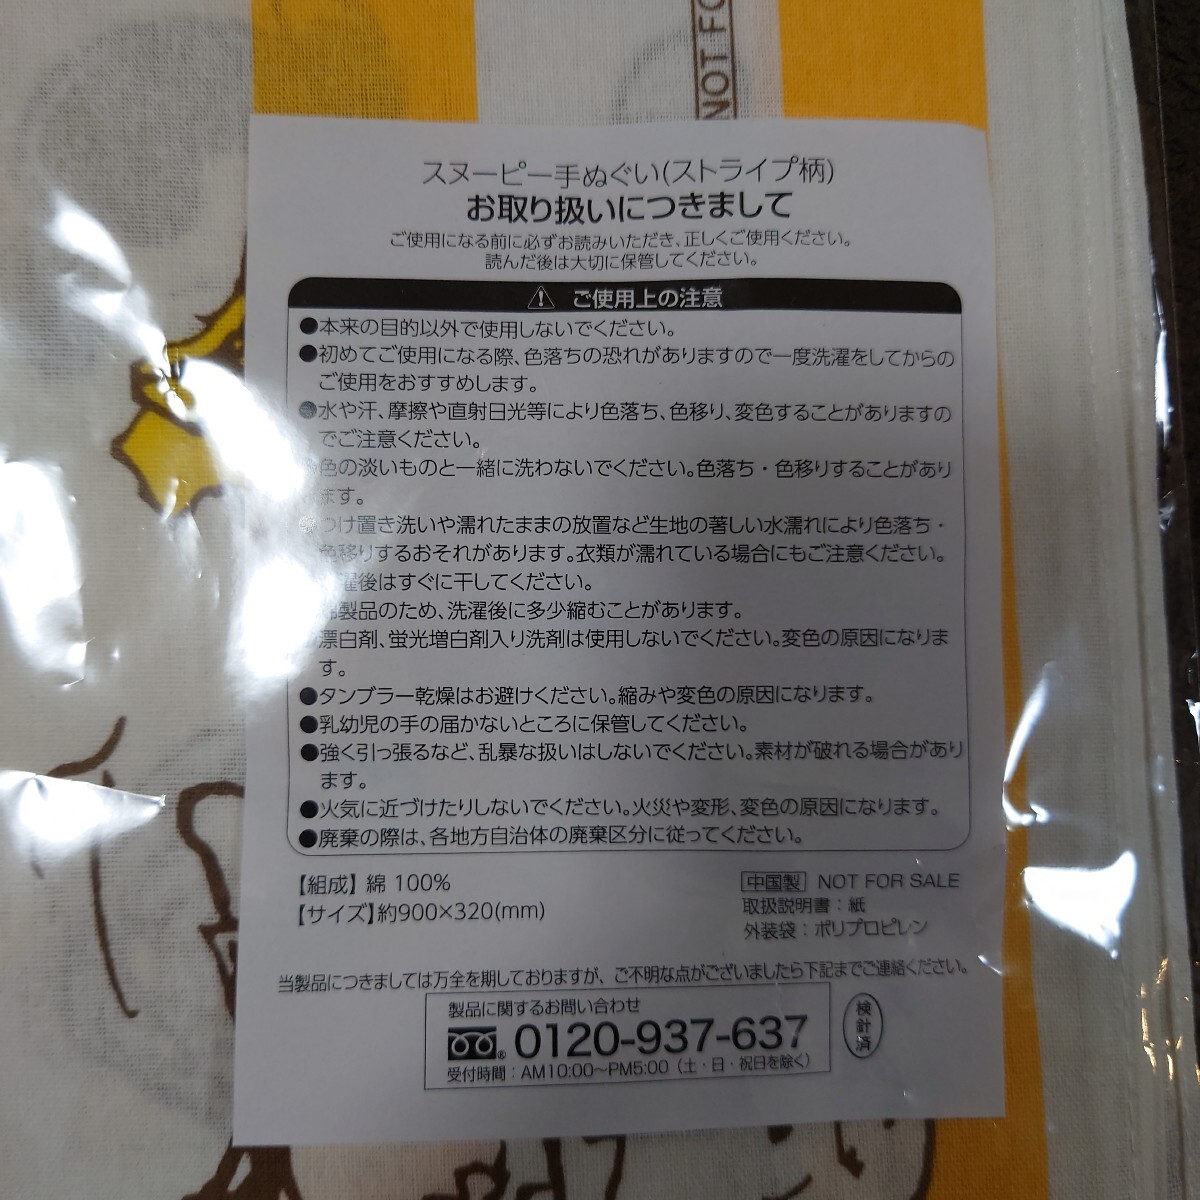 NOT FO
スヌーピー手ぬぐい(ストライプ柄)
お取り扱いにつきまして
ご使用になる前に必ずお読みいただき、正しくご使用ください。
読んだ後は大切に保管してください。
ご使用上の注意
●本来の目的以外で使用しないでください。
●初めてご使用になる際、色落ちの恐れがありますので一度洗濯をしてからの
ご使用をおすすめします。
●水や汗、摩擦や直射日光等により色落ち、色移り、変色することがありますの
でご注意ください。
色の淡いものと一緒に洗わないでください。色落ち・色移りすることがあり
ます。
●つけ置き洗いや濡れたままの放置など生地の著しい水濡れにより色落ち・
色移りするおそれがあります。衣類が濡れている場合にもご注意ください。
濯後はすぐに干してください。
綿製品のため、洗濯後に多少縮むことがあります。
漂白剤、蛍光増白剤入り洗剤は使用しないでください。変色の原因になりま
す。
●タンブラー乾燥はお避けください。縮みや変色の原因になります。
●乳幼児の手の届かないところに保管してください。
●強く引っ張るなど、乱暴な扱いはしないでください。素材が破れる場合があり
ます。
●火気に近づけたりしないでください。火災や変形、変色の原因になります。
●廃棄の際は、各地方自治体の廃棄区分に従ってください。
【組成】綿 100%
【サイズ】約900×320(mm)
中国製 NOT FOR SALE
取扱説明書：紙
外装袋：ポリプロピレン
当製品につきましては万全を期しておりますが、ご不明な点がございましたら下記までご連絡ください。
製品に関するお問い合わせ
® 0120-937-637
受付時間：AM10:00～PM5:00（土・日・祝日を除く）
検針済